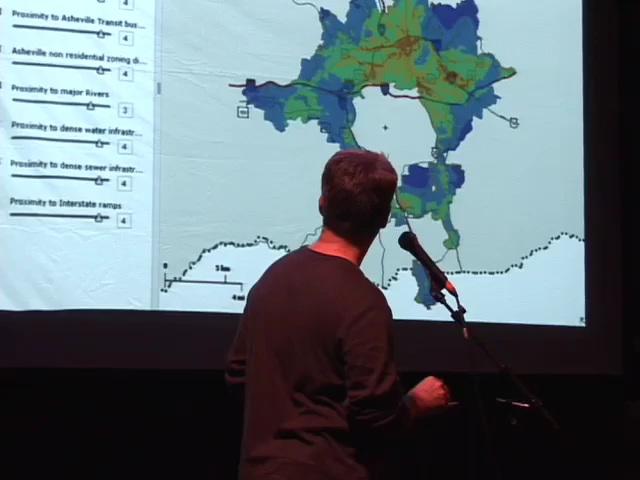 4
Proximity to Asheville Transit bus...
4
Asheville non residential zoning di...
4
Proximity to major Rivers
3
Proximity to dense water infrastr...
4
Proximity to dense sewer infrastr...
4
Proximity to Interstate ramps
4
0
5 km
4 mi